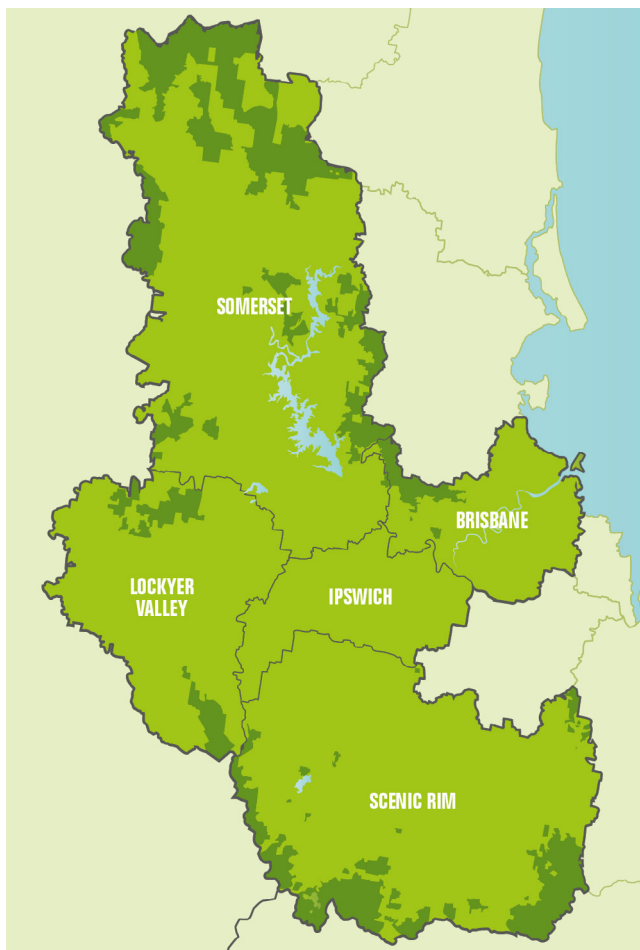 SOMERSET
BRISBANE
LOCKYER
VALLEY
IPSWICH
SCENIC RIM